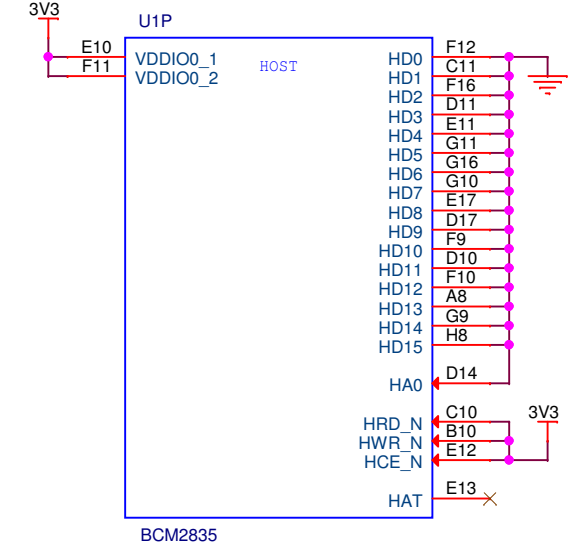 3V3
U1P
E10 VDDIO0_1
F11 VDDIO0_2
HOST
HD0 F12
HD1 C11
HD2 F16
HD3 D11
HD4 E11
HD5 G11
HD6 G16
HD7 G10
HD8 E17
HD9 D17
HD10 F9
HD11 D10
HD12 F10
HD13 A8
HD14 G9
HD15 H8
HA0 D14
HRD_N C10
3V3
HWR_N B10
HCE_N E12
HAT E13
BCM2835